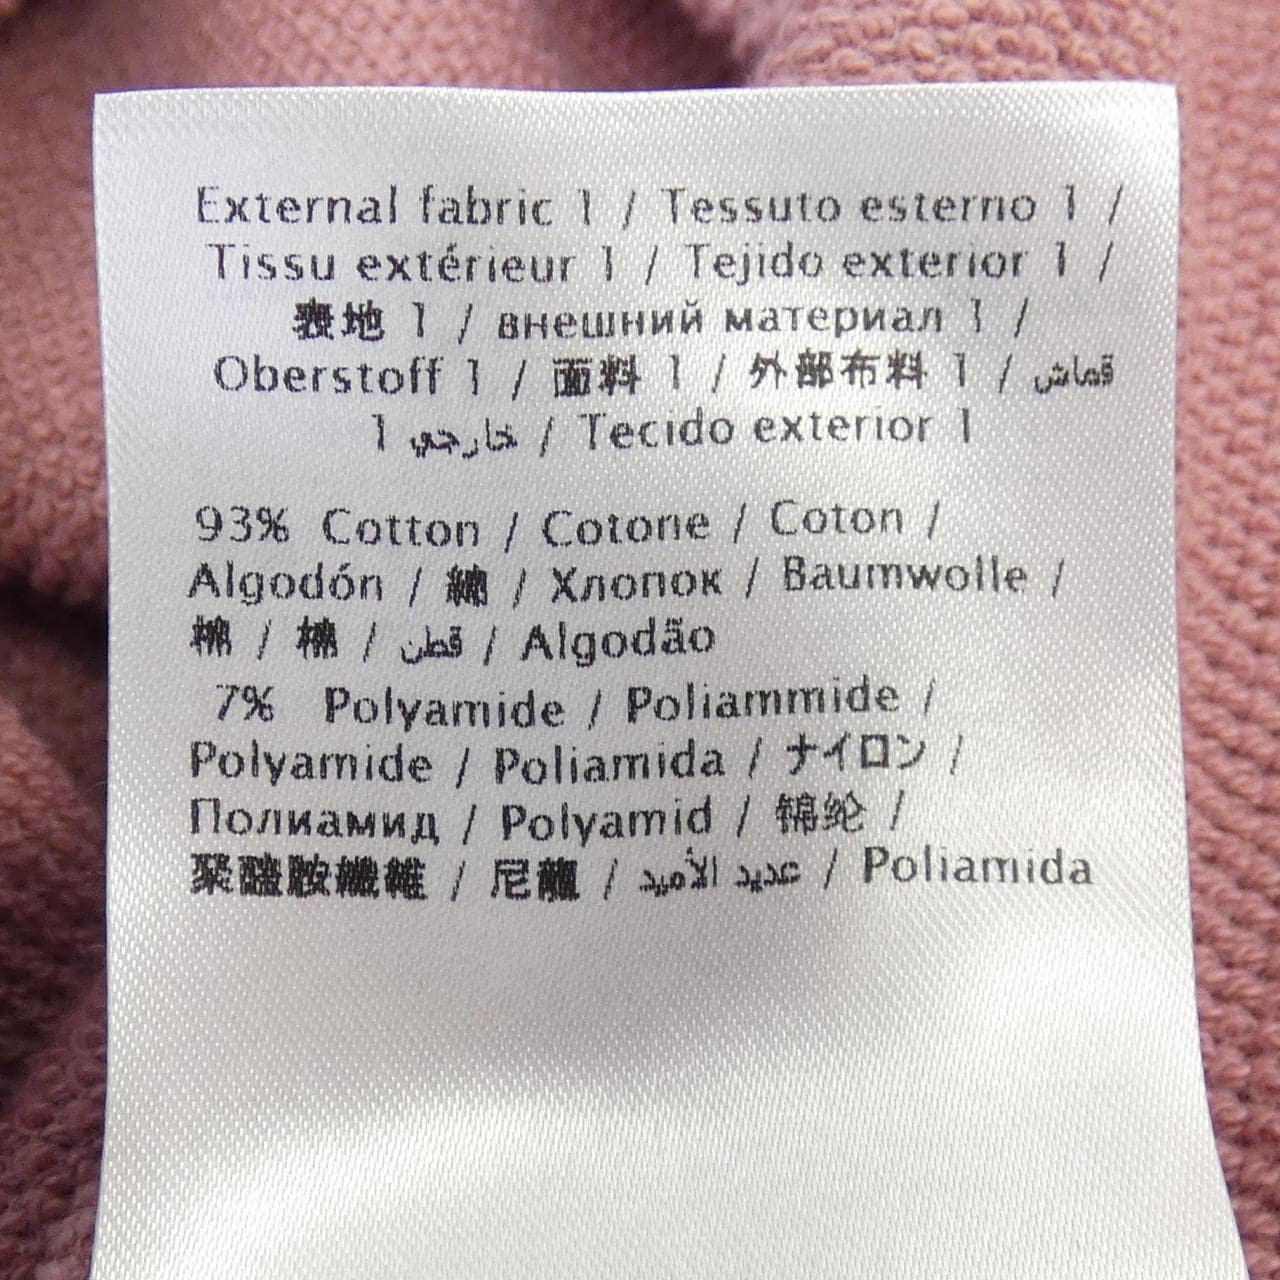 External fabric 1 / Tessuto esterno 1 /
Tissu extérieur 1 / Tejido exterior 1 /
表地 1 / внешний материал 1 /
Oberstoff 1 / 面料 1 / 外部布料 1 / قماش
خارجي 1 / Tecido exterior 1
93% Cotton / Cotone / Coton /
Algodón / 綿 / Хлопок / Baumwolle /
棉 / 棉 / قطن / Algodão
7% Polyamide / Poliammide /
Polyamide / Poliamida / ナイロン /
Полиамид / Polyamid / 锦纶 /
聚醯胺纖維 / 尼龍 / عديد الأميد / Poliamida